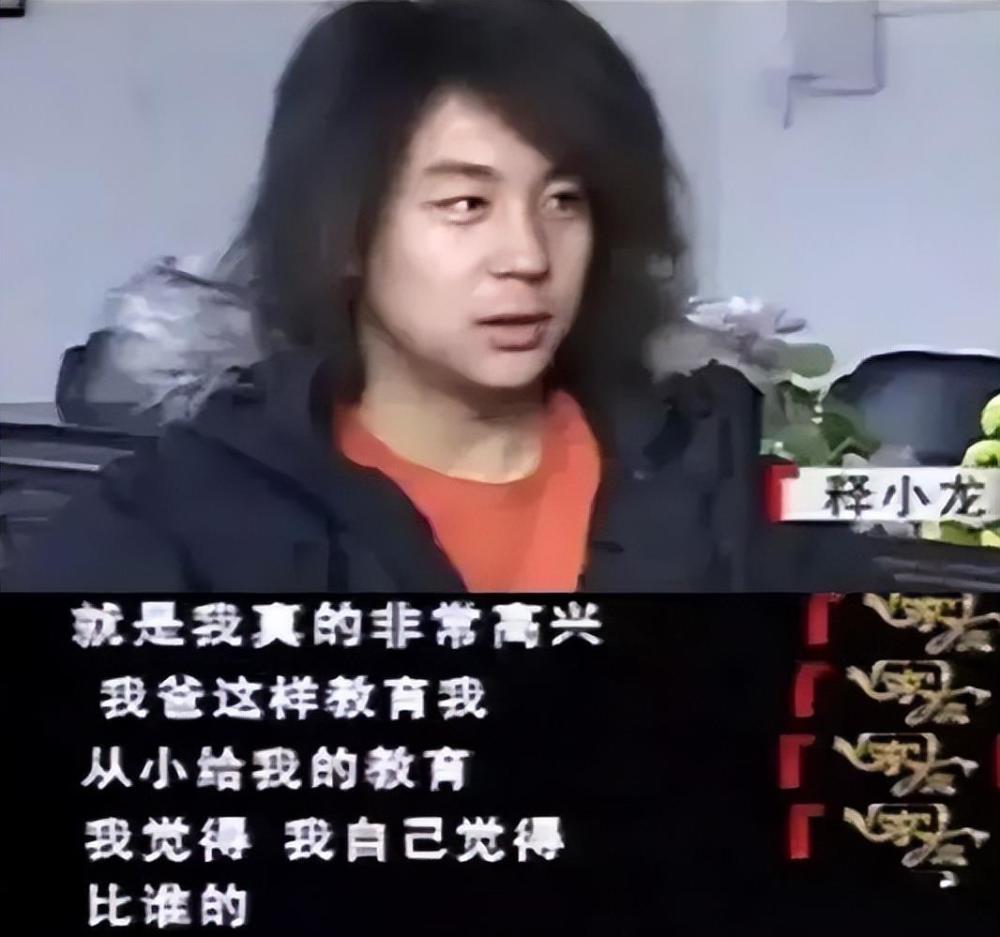 释小龙
就是我真的非常高兴
我爸这样教育我
从小给我的教育
我觉得 我自己觉得
比谁的